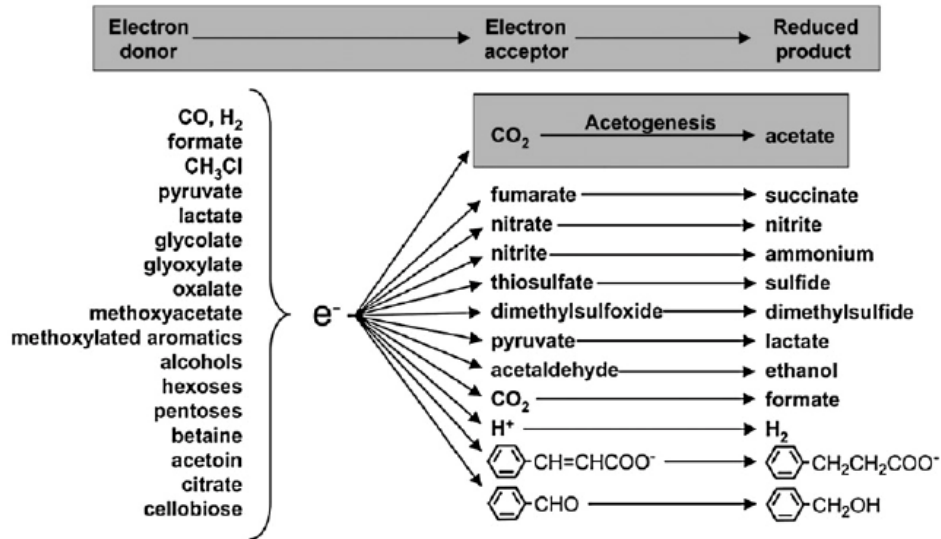 Electron donor
Electron acceptor
Reduced product
CO, H₂
formate
CH₃Cl
pyruvate
lactate
glycolate
glyoxylate
oxalate
methoxyacetate
methoxylated aromatics
alcohols
hexoses
pentoses
betaine
acetoin
citrate
cellobiose
e⁻
CO₂ Acetogenesis acetate
fumarate succinate
nitrate nitrite
nitrite ammonium
thiosulfate sulfide
dimethylsulfoxide dimethylsulfide
pyruvate lactate
acetaldehyde ethanol
CO₂ formate
H⁺ H₂
CH=CHCOO⁻ CH₂CH₂COO⁻
CHO CH₂OH